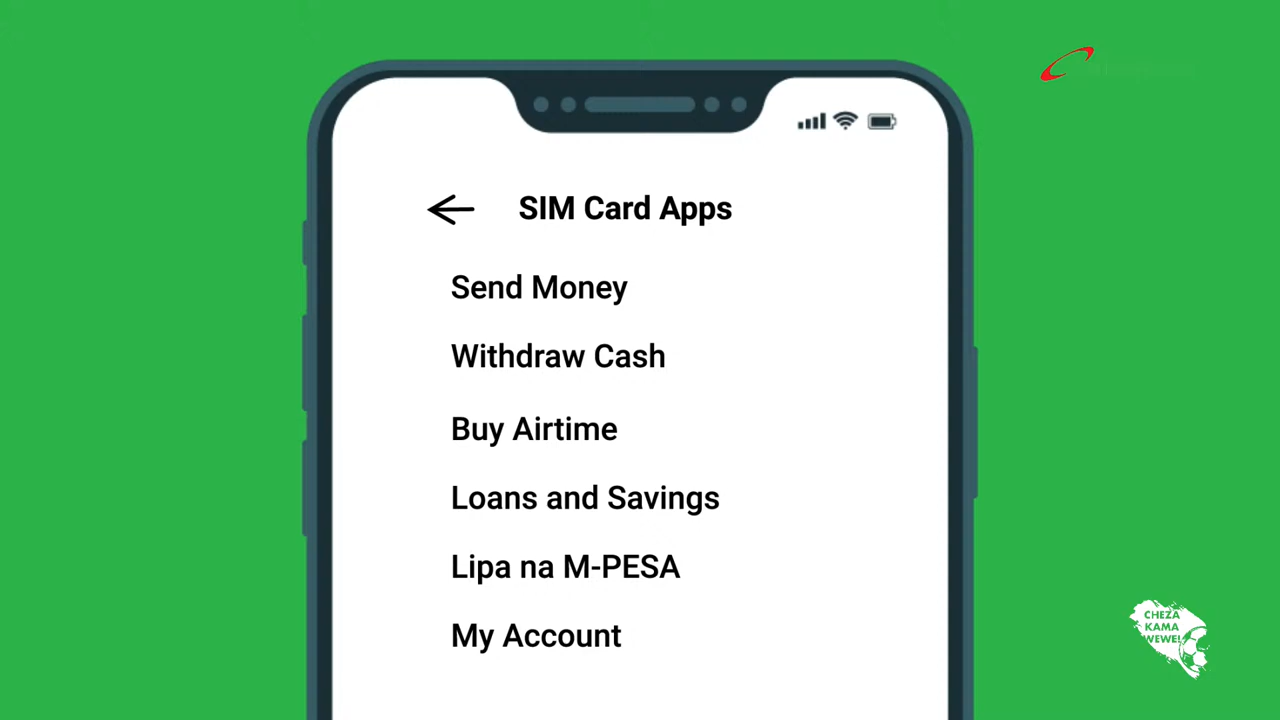 SIM Card Apps
Send Money
Withdraw Cash
Buy Airtime
Loans and Savings
Lipa na M-PESA
My Account
CHEZA
KAMA
WEWE!